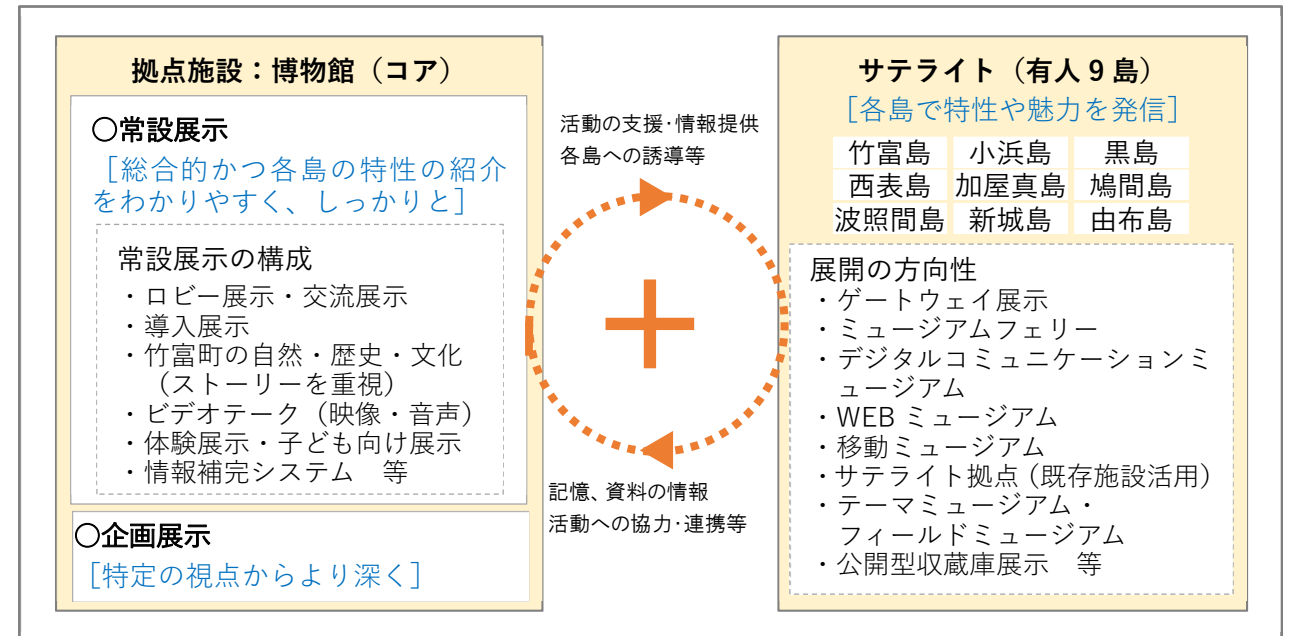 拠点施設：博物館（コア）
〇常設展示
［総合的かつ各島の特性の紹介
をわかりやすく、しっかりと］
常設展示の構成
・ロビー展示・交流展示
・導入展示
・竹富町の自然・歴史・文化
（ストーリーを重視）
・ビデオテーク（映像・音声）
・体験展示・子ども向け展示
・情報補完システム　等
〇企画展示
［特定の視点からより深く］
活動の支援･情報提供
各島への誘導等
記憶、資料の情報
活動への協力･連携等
サテライト（有人９島）
［各島で特性や魅力を発信］
竹富島　小浜島　黒島
西表島　加屋真島　鳩間島
波照間島　新城島　由布島
展開の方向性
・ゲートウェイ展示
・ミュージアムフェリー
・デジタルコミュニケーションミ
ュージアム
・WEB ミュージアム
・移動ミュージアム
・サテライト拠点（既存施設活用）
・テーマミュージアム・
フィールドミュージアム
・公開型収蔵庫展示　等